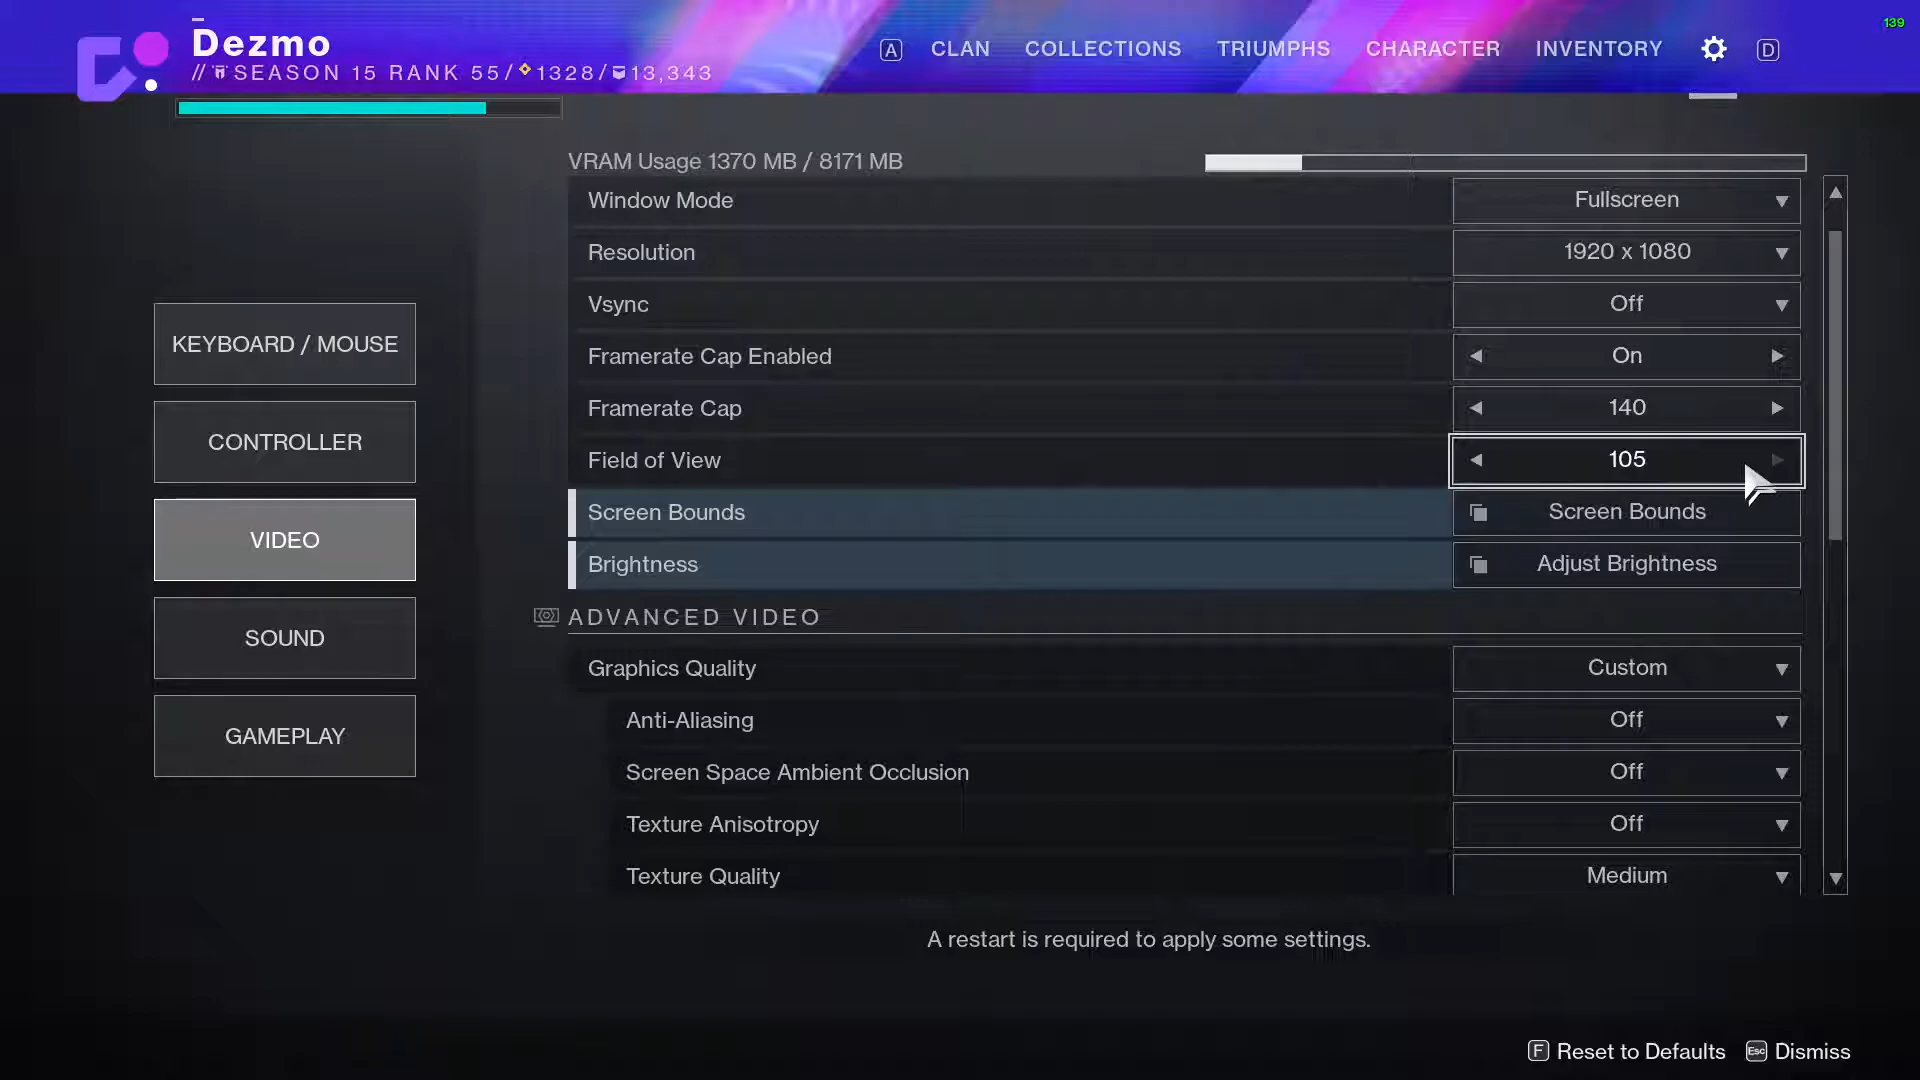 139
Dezmo
// SEASON 15 RANK 55/1328/13,343
A CLAN COLLECTIONS TRIUMPHS CHARACTER INVENTORY D
VRAM Usage 1370 MB / 8171 MB
Window Mode Fullscreen
Resolution 1920 x 1080
Vsync Off
Framerate Cap Enabled On
Framerate Cap 140
Field of View 105
Screen Bounds Screen Bounds
Brightness Adjust Brightness
ADVANCED VIDEO
Graphics Quality Custom
Anti-Aliasing Off
Screen Space Ambient Occlusion Off
Texture Anisotropy Off
Texture Quality Medium
KEYBOARD / MOUSE
CONTROLLER
VIDEO
SOUND
GAMEPLAY
A restart is required to apply some settings.
F Reset to Defaults Esc Dismiss